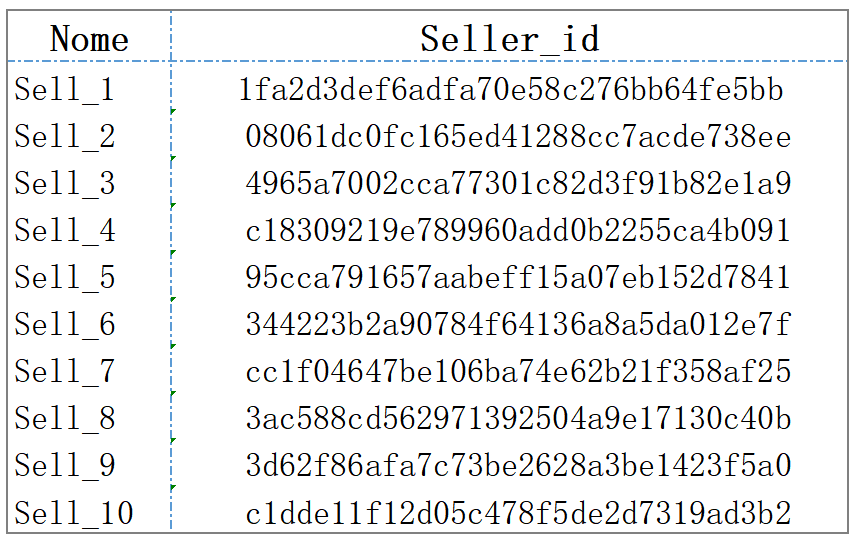 Nome Seller_id
Sell_1 1fa2d3def6adfa70e58c276bb64fe5bb
Sell_2 08061dc0fc165ed41288cc7acde738ee
Sell_3 4965a7002cca77301c82d3f91b82e1a9
Sell_4 c18309219e789960add0b2255ca4b091
Sell_5 95cca791657aabeff15a07eb152d7841
Sell_6 344223b2a90784f64136a8a5da012e7f
Sell_7 cc1f04647be106ba74e62b21f358af25
Sell_8 3ac588cd562971392504a9e17130c40b
Sell_9 3d62f86afa7c73be2628a3be1423f5a0
Sell_10 c1dde11f12d05c478f5de2d7319ad3b2